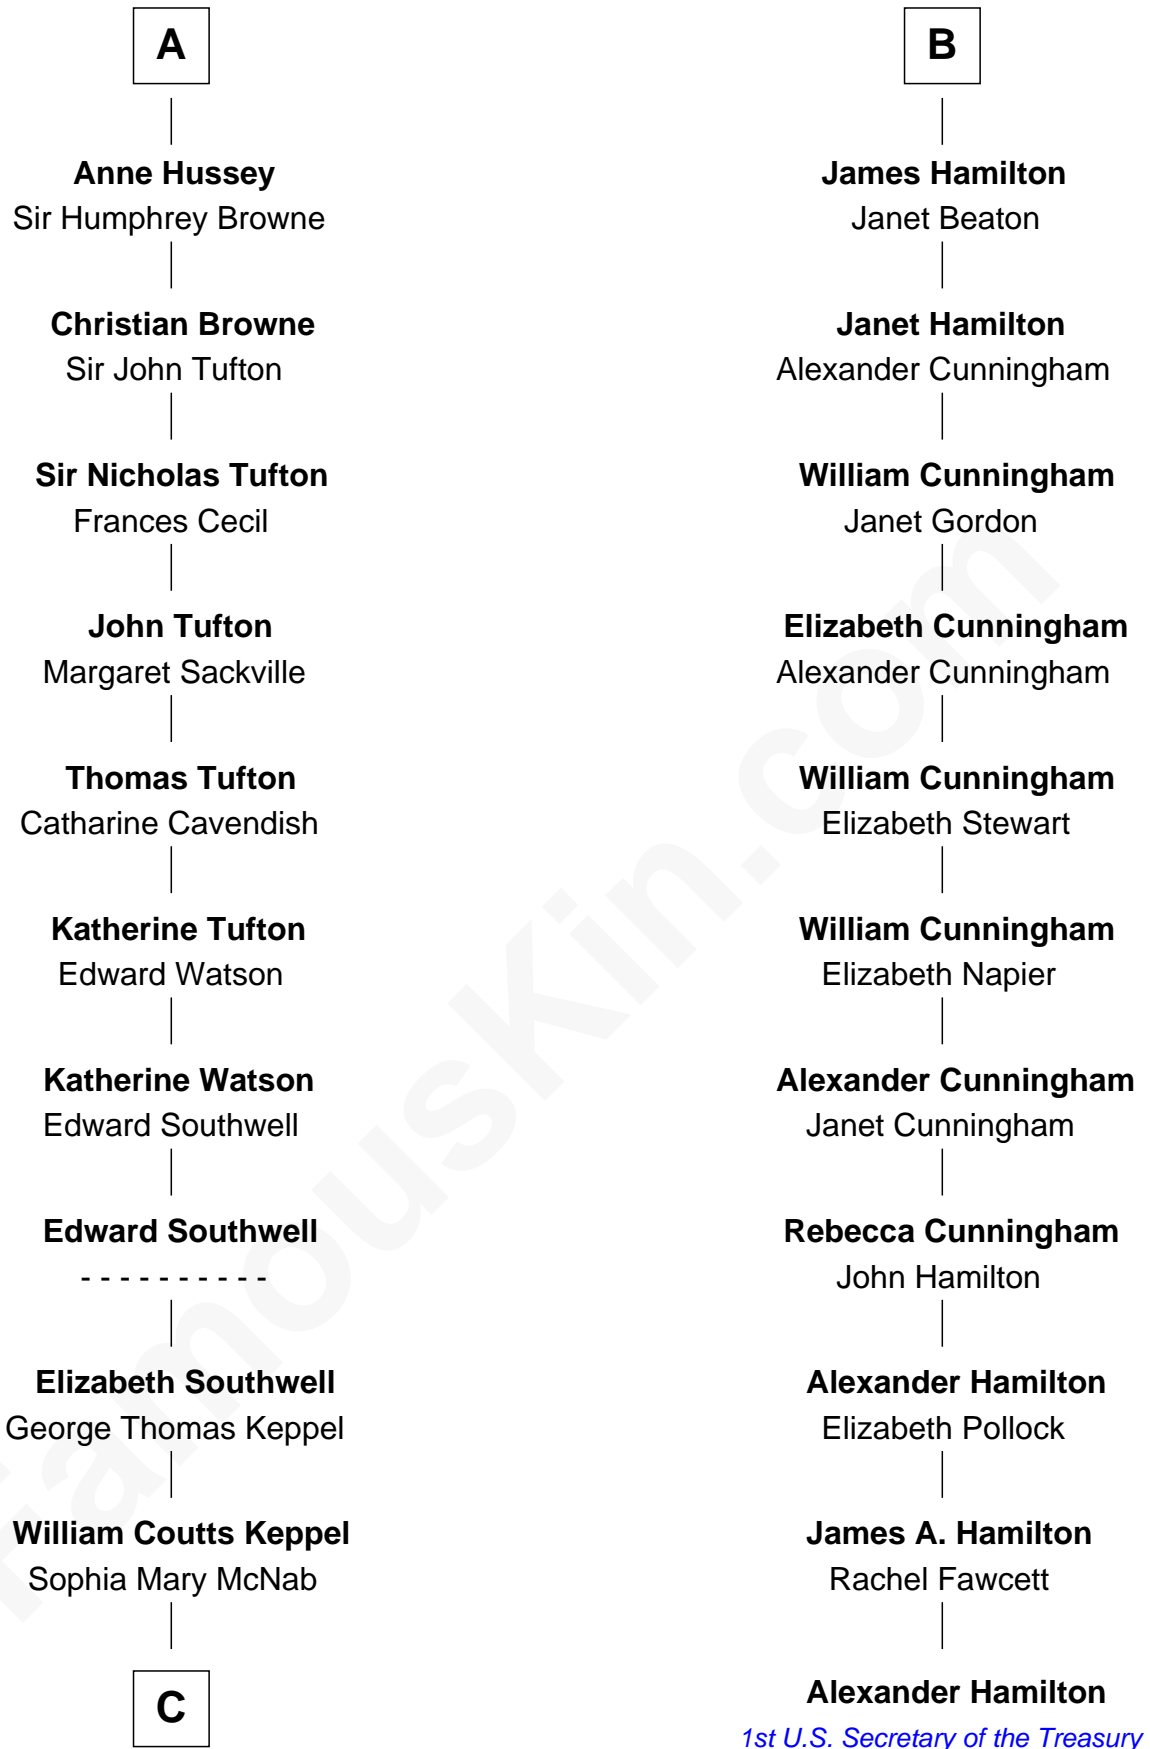 A
Anne Hussey
Sir Humphrey Browne
Christian Browne
Sir John Tufton
Sir Nicholas Tufton
Frances Cecil
John Tufton
Margaret Sackville
Thomas Tufton
Catharine Cavendish
Katherine Tufton
Edward Watson
Katherine Watson
Edward Southwell
Edward Southwell
- - - - - - - - - -
Elizabeth Southwell
George Thomas Keppel
William Coutts Keppel
Sophia Mary McNab
C
B
James Hamilton
Janet Beaton
Janet Hamilton
Alexander Cunningham
William Cunningham
Janet Gordon
Elizabeth Cunningham
Alexander Cunningham
William Cunningham
Elizabeth Stewart
William Cunningham
Elizabeth Napier
Alexander Cunningham
Janet Cunningham
Rebecca Cunningham
John Hamilton
Alexander Hamilton
Elizabeth Pollock
James A. Hamilton
Rachel Fawcett
Alexander Hamilton
1st U.S. Secretary of the Treasury
FamousKin.com